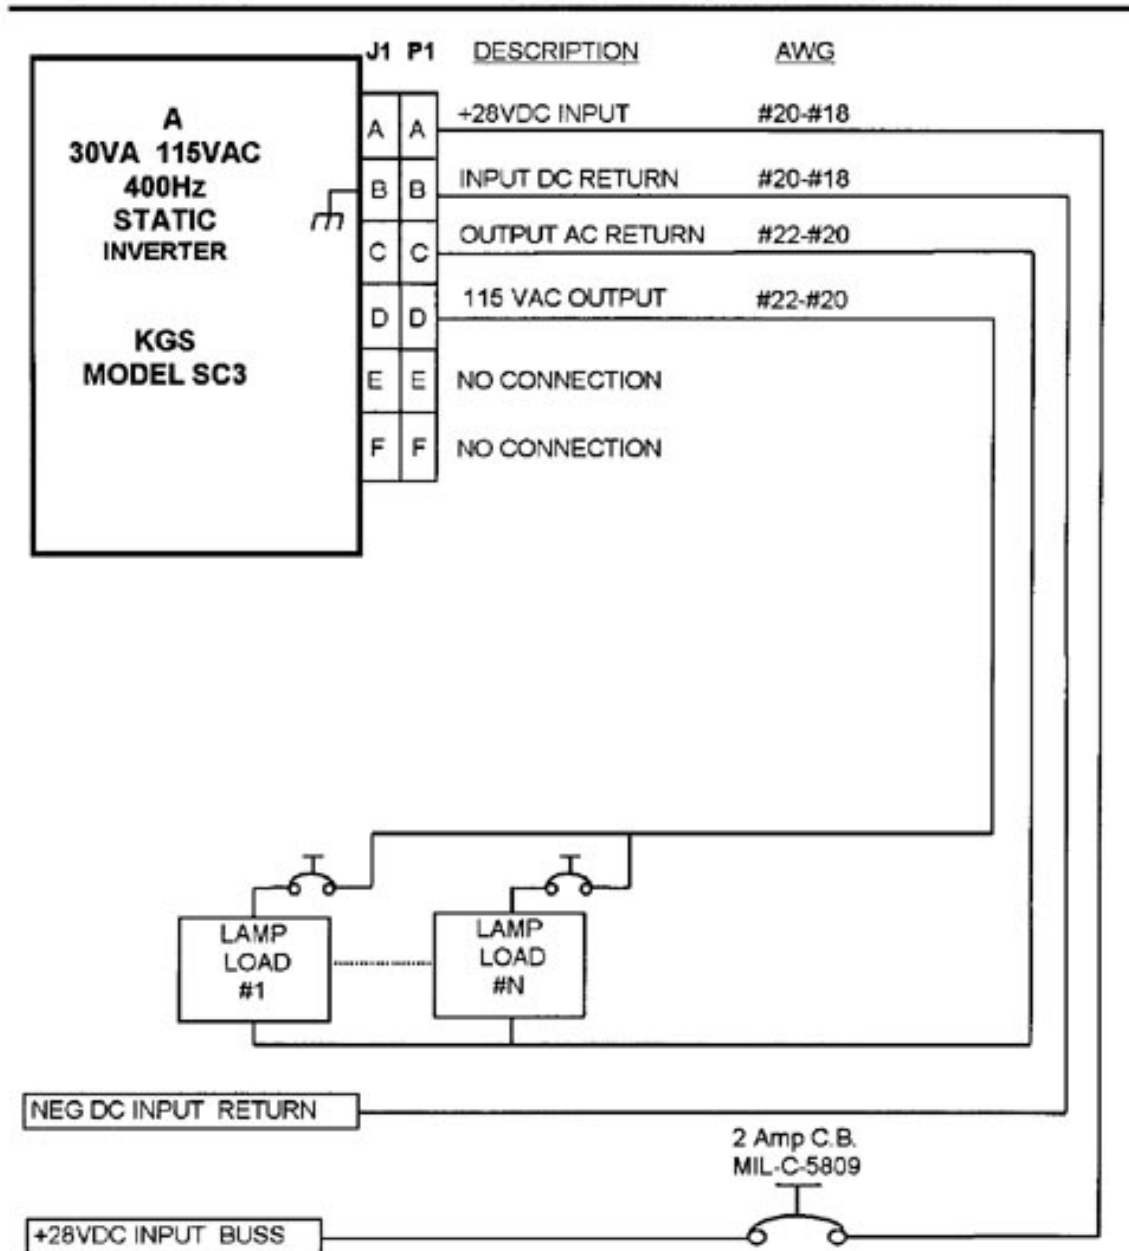 J1 P1 DESCRIPTION AWG
A
30VA 115VAC
400Hz
STATIC
INVERTER
KGS
MODEL SC3
A A +28VDC INPUT #20-#18
B B INPUT DC RETURN #20-#18
C C OUTPUT AC RETURN #22-#20
D D 115 VAC OUTPUT #22-#20
E E NO CONNECTION
F F NO CONNECTION
LAMP
LOAD
#1
LAMP
LOAD
#N
NEG DC INPUT RETURN
2 Amp C.B.
MIL-C-5809
+28VDC INPUT BUSS